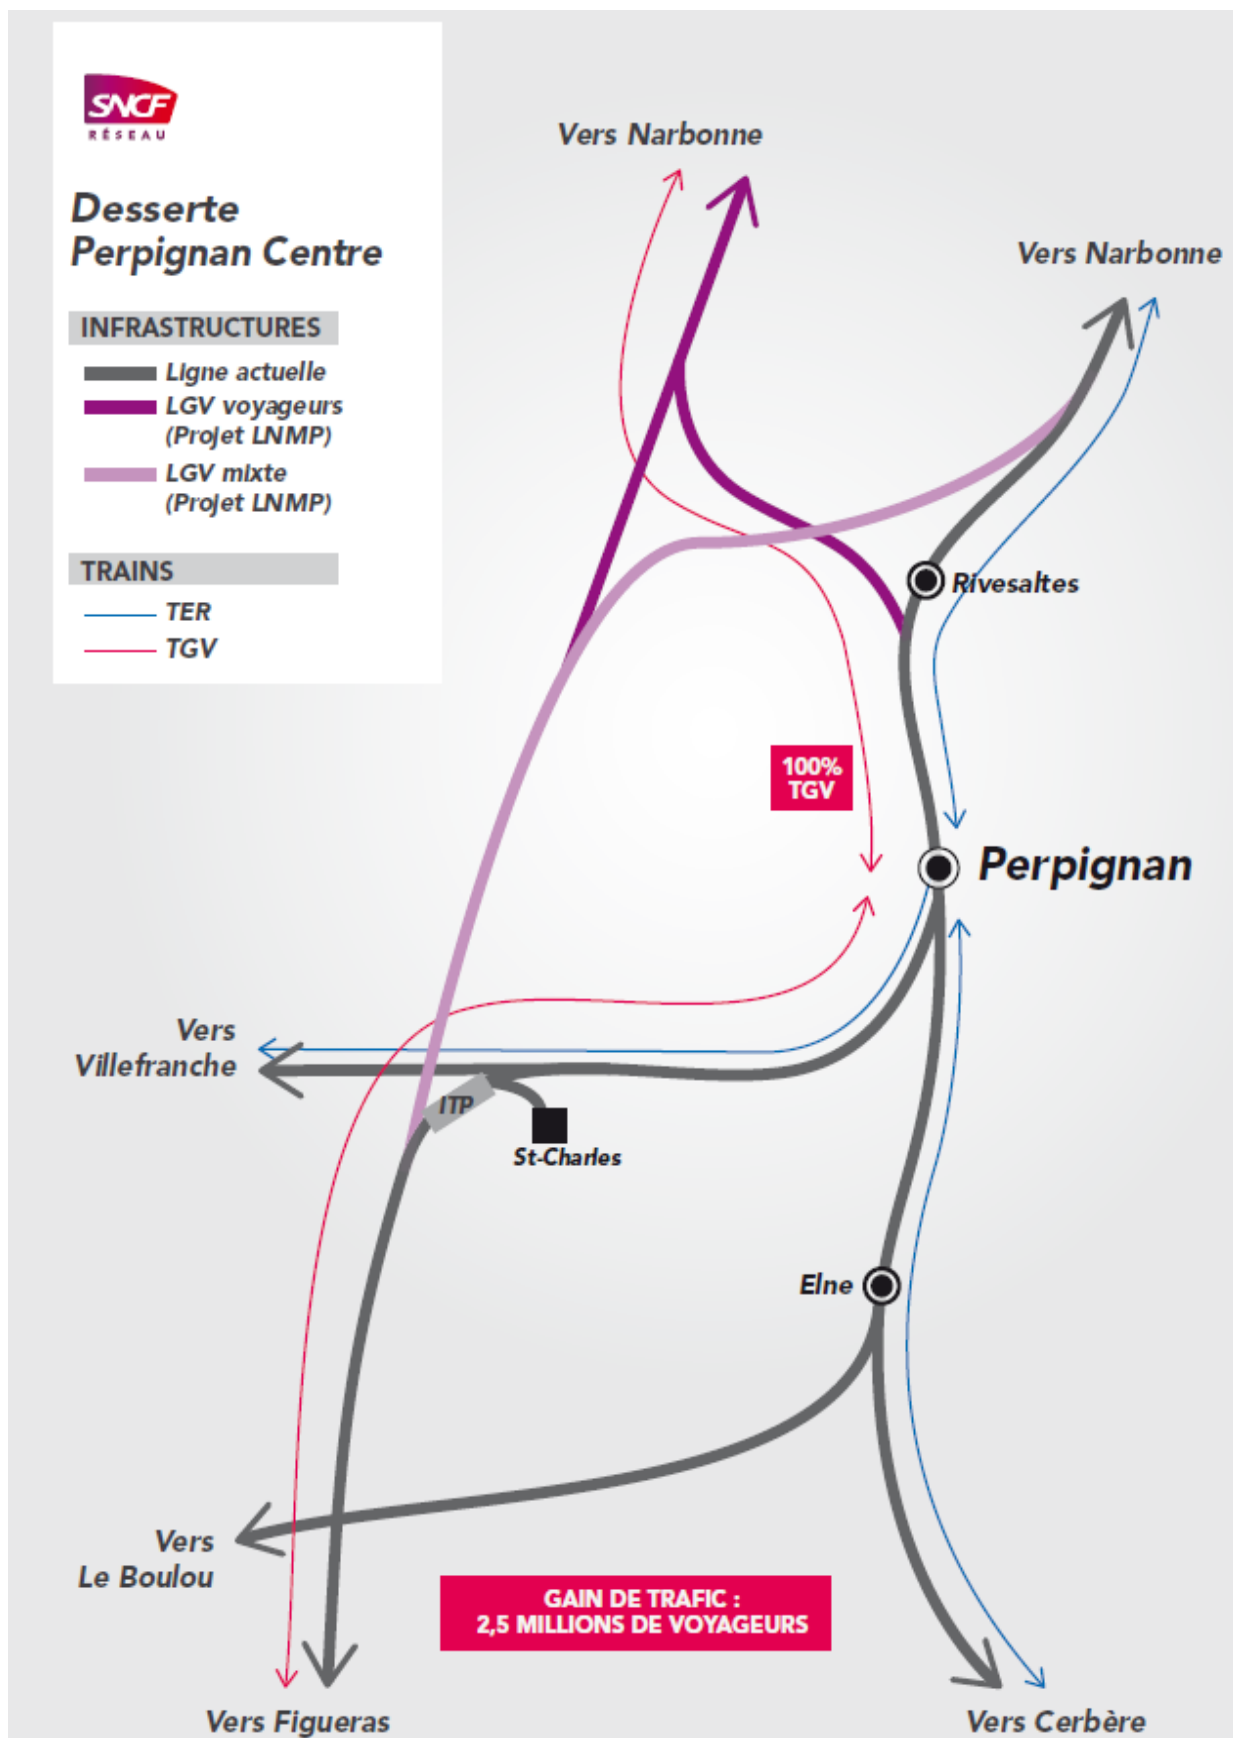 SNCF
RÉSEAU
Desserte
Perpignan Centre
INFRASTRUCTURES
Ligne actuelle
LGV voyageurs
(Projet LNMP)
LGV mixte
(Projet LNMP)
TRAINS
TER
TGV
Vers Narbonne
Vers Narbonne
Rivesaltes
100%
TGV
Perpignan
Vers
Villefranche
ITP
St-Charles
Elne
Vers
Le Boulou
GAIN DE TRAFIC :
2,5 MILLIONS DE VOYAGEURS
Vers Figueras
Vers Cerbère